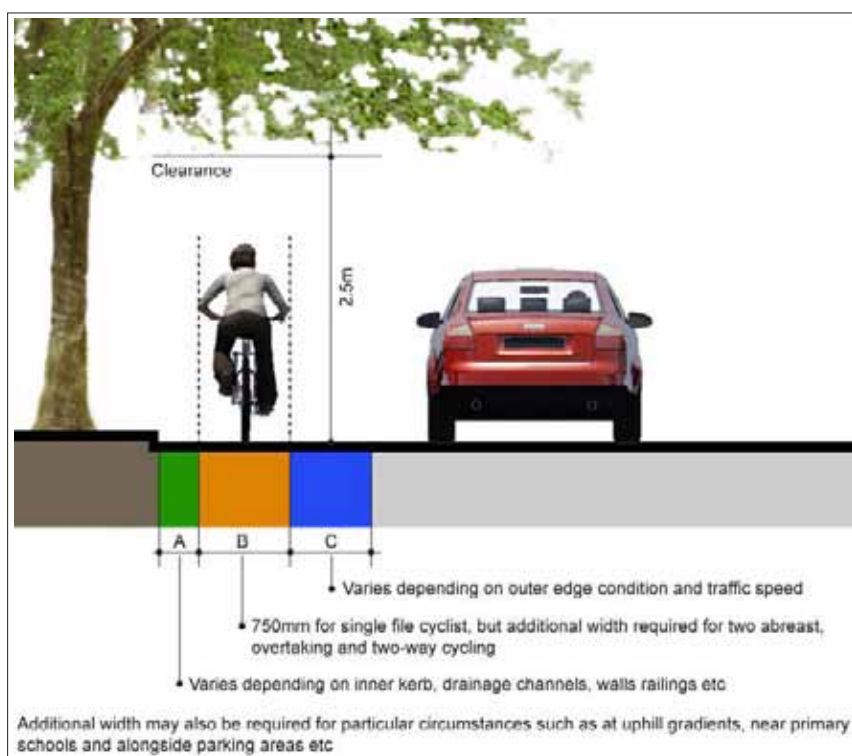 Clearance
2.5m
A B C
Varies depending on outer edge condition and traffic speed
750mm for single file cyclist, but additional width required for two abreast,
overtaking and two-way cycling
Varies depending on inner kerb, drainage channels, walls railings etc
Additional width may also be required for particular circumstances such as at uphill gradients, near primary
schools and alongside parking areas etc